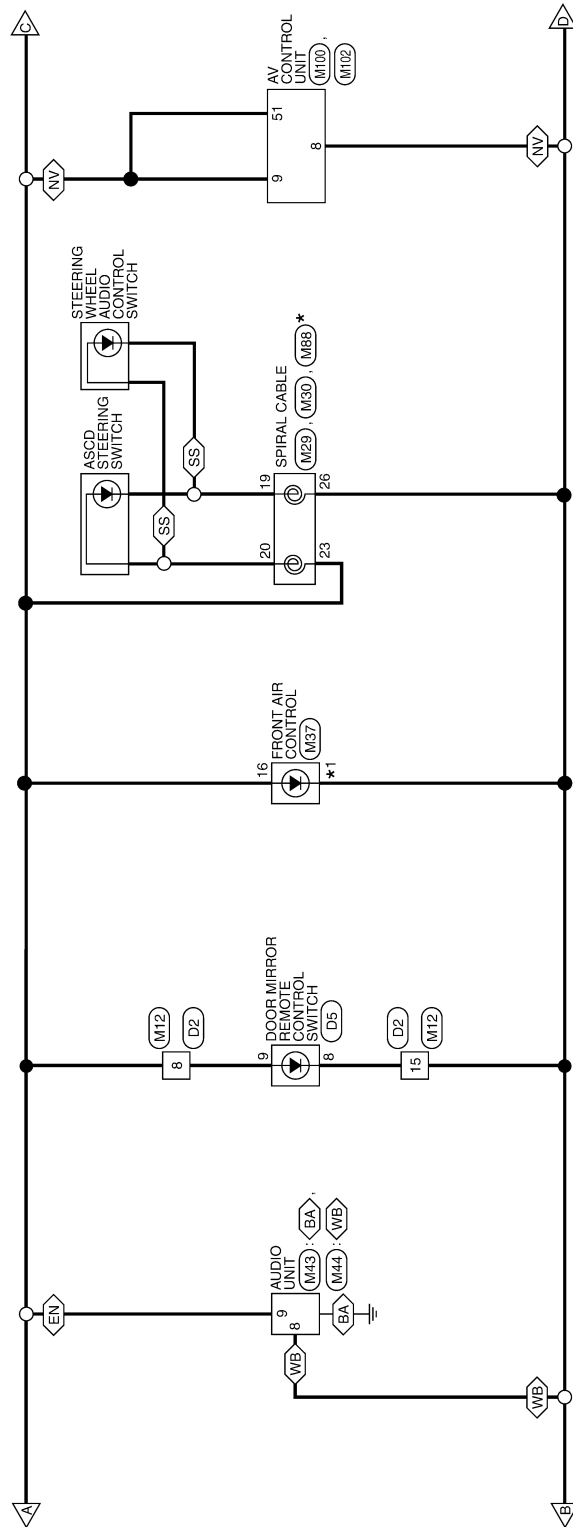 A
C
EN
AUDIO
UNIT
M43 : BA ,
M44 : WB
9
8
BA
WB
WB
M12
D2
8
DOOR MIRROR
REMOTE
CONTROL
SWITCH
D5
9
8
D2
M12
15
FRONT AIR
CONTROL
M37
16
*1
ASCD
STEERING
SWITCH
STEERING
WHEEL
AUDIO
CONTROL
SWITCH
SS
SS
SPIRAL CABLE
M29 , M30 , M88 *
20
19
23
26
NV
AV
CONTROL
UNIT
M100 ,
M102
9
51
8
NV
B
D